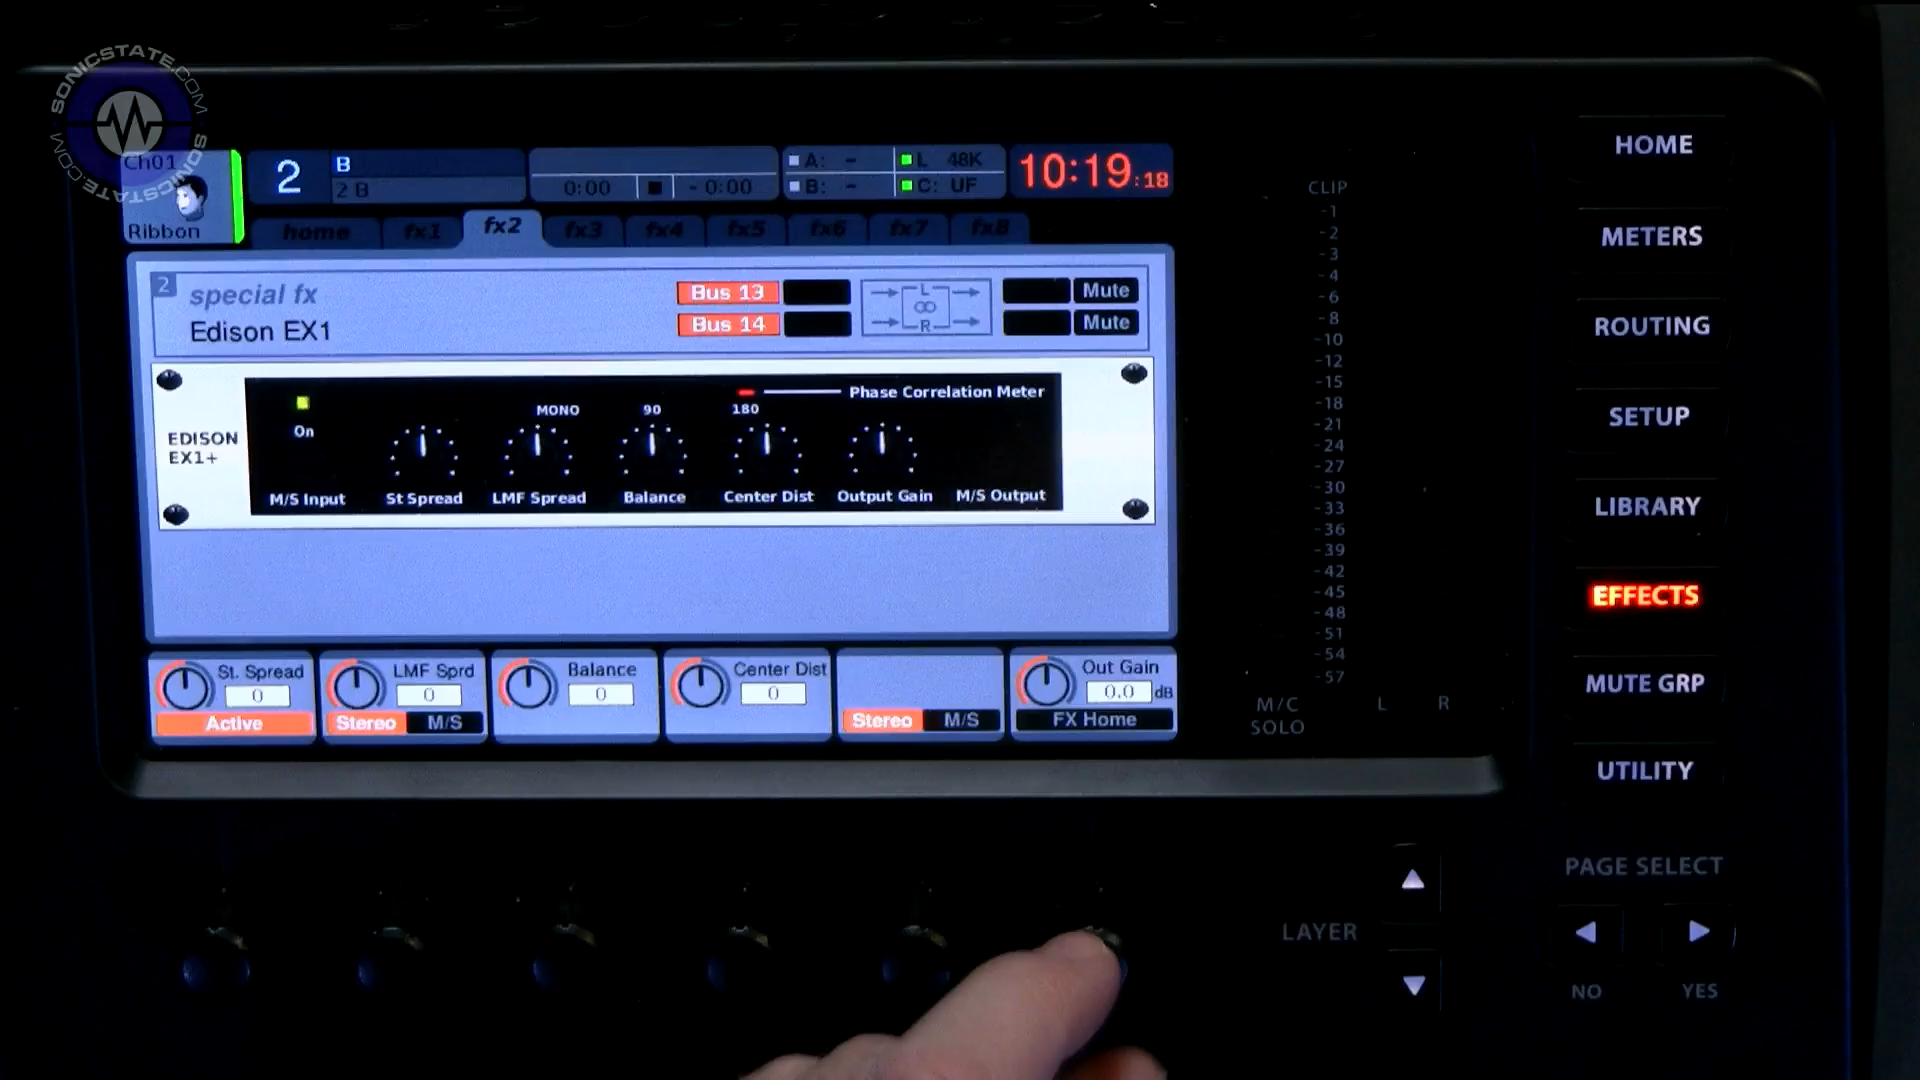 SONICSTATE.COM
SONICSTATE.COM
Ch01
Ribbon
2
B
2 B
0:00 - 0:00
A: -
B: -
L 48K
C: UF
10:19:18
home fx1 fx2 fx3 fx4 fx5 fx6 fx7 fx8
2
special fx
Edison EX1
Bus 13
Bus 14
L
R
Mute
Mute
EDISON
EX1+
On
MONO 90 180
Phase Correlation Meter
M/S Input St Spread LMF Spread Balance Center Dist Output Gain M/S Output
St. Spread
0
Active
LMF Sprd
0
Stereo M/S
Balance
0
Center Dist
0
Stereo M/S
Out Gain
0.0 dB
FX Home
CLIP
-1
-2
-3
-4
-6
-8
-10
-12
-15
-18
-21
-24
-27
-30
-33
-36
-39
-42
-45
-48
-51
-54
-57
M/C
SOLO
L R
HOME
METERS
ROUTING
SETUP
LIBRARY
EFFECTS
MUTE GRP
UTILITY
PAGE SELECT
LAYER
NO YES